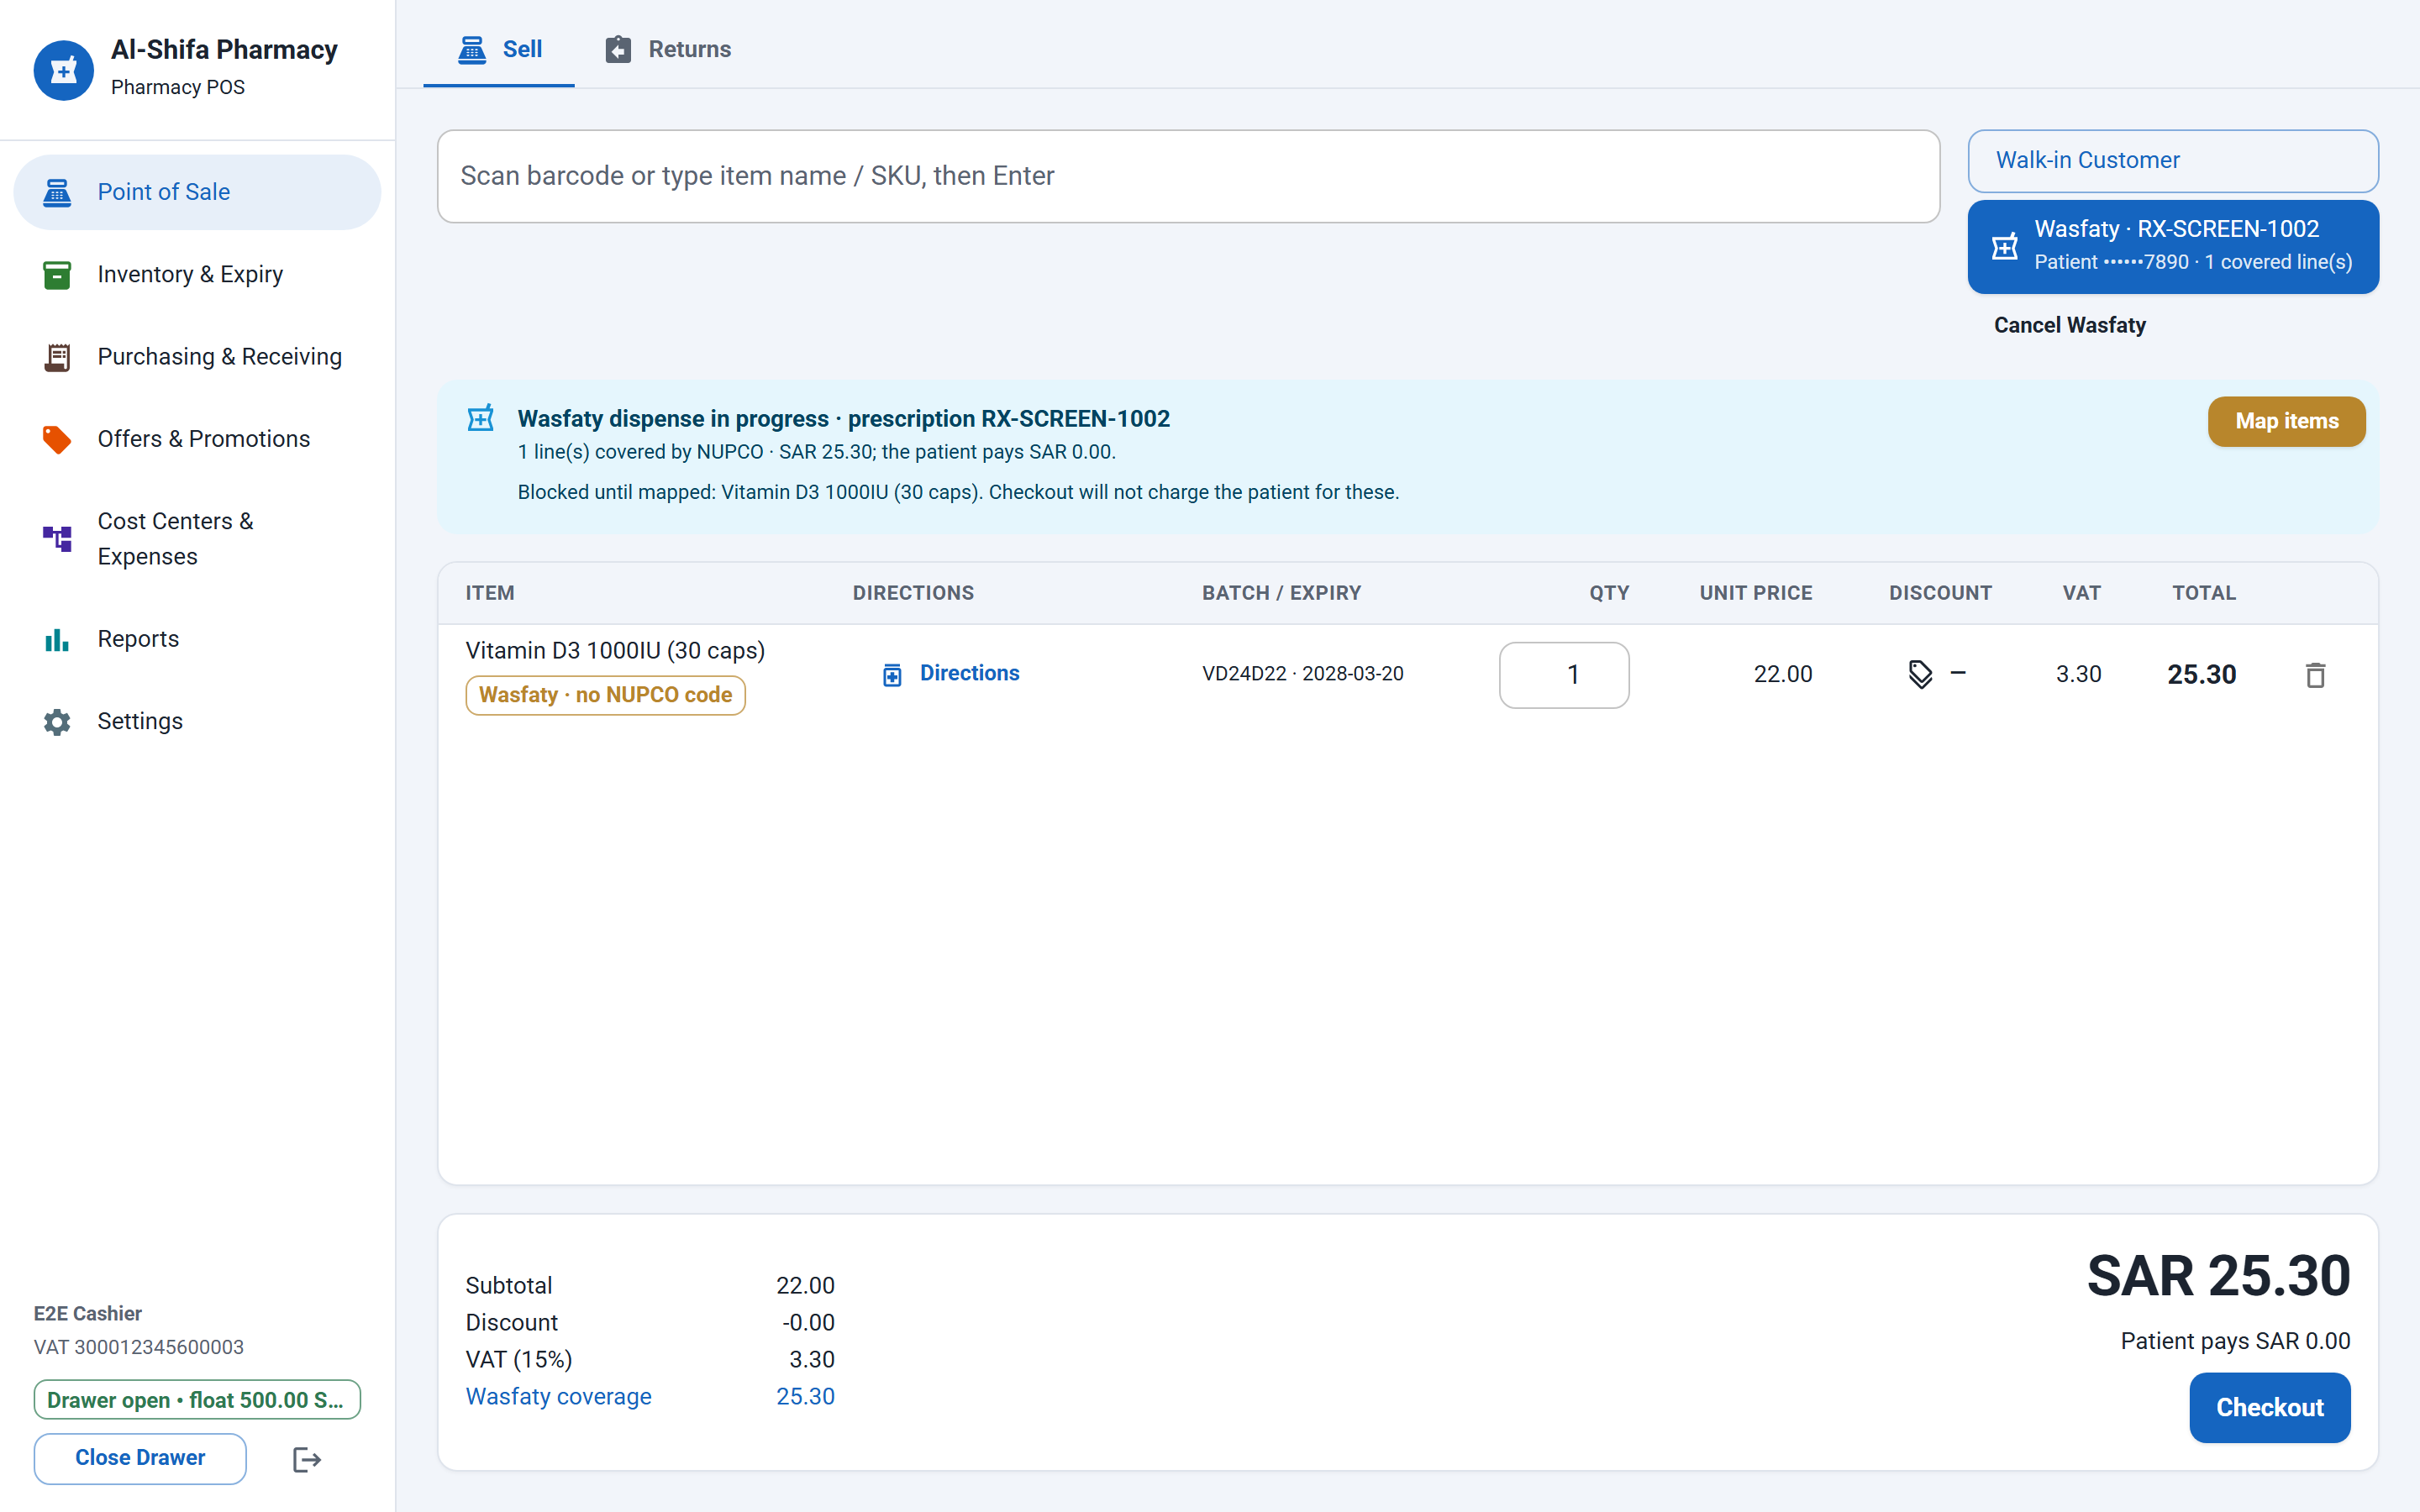 Al-Shifa Pharmacy
Pharmacy POS
Point of Sale
Inventory & Expiry
Purchasing & Receiving
Offers & Promotions
Cost Centers &
Expenses
Reports
Settings
E2E Cashier
VAT 300012345600003
Drawer open • float 500.00 S…
Close Drawer
Sell
Returns
Scan barcode or type item name / SKU, then Enter
Walk-in Customer
Wasfaty · RX-SCREEN-1002
Patient ••••••7890 · 1 covered line(s)
Cancel Wasfaty
Wasfaty dispense in progress · prescription RX-SCREEN-1002
1 line(s) covered by NUPCO · SAR 25.30; the patient pays SAR 0.00.
Blocked until mapped: Vitamin D3 1000IU (30 caps). Checkout will not charge the patient for these.
Map items
ITEM DIRECTIONS BATCH / EXPIRY QTY UNIT PRICE DISCOUNT VAT TOTAL
Vitamin D3 1000IU (30 caps)
Wasfaty · no NUPCO code
Directions VD24D22 · 2028-03-20 1 22.00 – 3.30 25.30
Subtotal 22.00
Discount -0.00
VAT (15%) 3.30
Wasfaty coverage 25.30
SAR 25.30
Patient pays SAR 0.00
Checkout